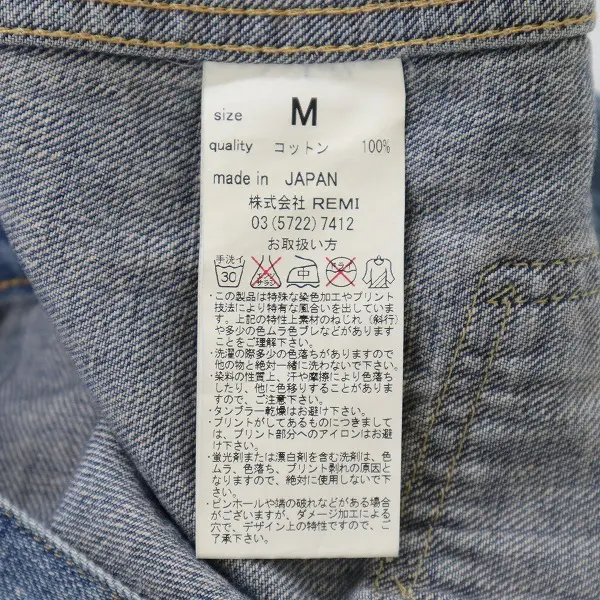 size M
quality コットン 100%
made in JAPAN
株式会社 REMI
03(5722)7412
お取扱い方
手洗イ 30 エンソサラシ 中 ドライ
・この製品は特殊な染色加工やプリント
技法により特有な風合いを出していま
す。上記の特性上素材のねじれ（斜行）
や多少の色ムラ色ブレなどがあります
ことをご理解下さい。
・洗濯の際多少の色落ちがありますので
他の物と絶対一緒に洗わないで下さい。
・染料の性質上、汗や摩擦により色落ち
したり、他に色移りすることがありま
すので、ご注意下さい。
・タンブラー乾燥はお避け下さい。
・プリントがしてあるものにつきまして
は、プリント部分へのアイロンはお避
け下さい。
・蛍光剤または漂白剤を含む洗剤は、色
ムラ、色落ち、プリント剥れの原因と
なりますので、絶対に使用しないで下
さい。
・ピンホールや端の破れなどがある場合
がございますが、ダメージ加工による
穴で、デザイン上の特性ですので、ご
了承下さい。